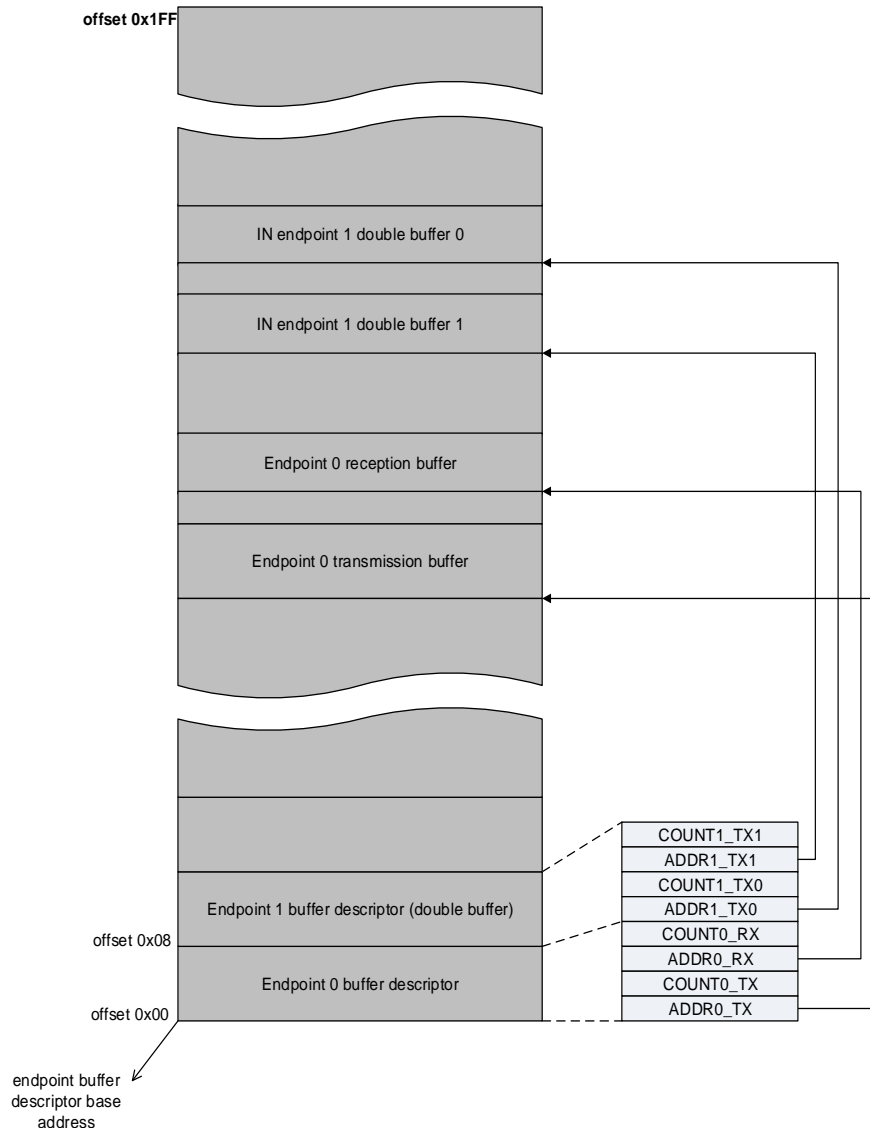 offset 0x1FF
IN endpoint 1 double buffer 0
IN endpoint 1 double buffer 1
Endpoint 0 reception buffer
Endpoint 0 transmission buffer
COUNT1_TX1
ADDR1_TX1
COUNT1_TX0
ADDR1_TX0
COUNT0_RX
ADDR0_RX
COUNT0_TX
ADDR0_TX
Endpoint 1 buffer descriptor (double buffer)
offset 0x08
Endpoint 0 buffer descriptor
offset 0x00
endpoint buffer
descriptor base
address